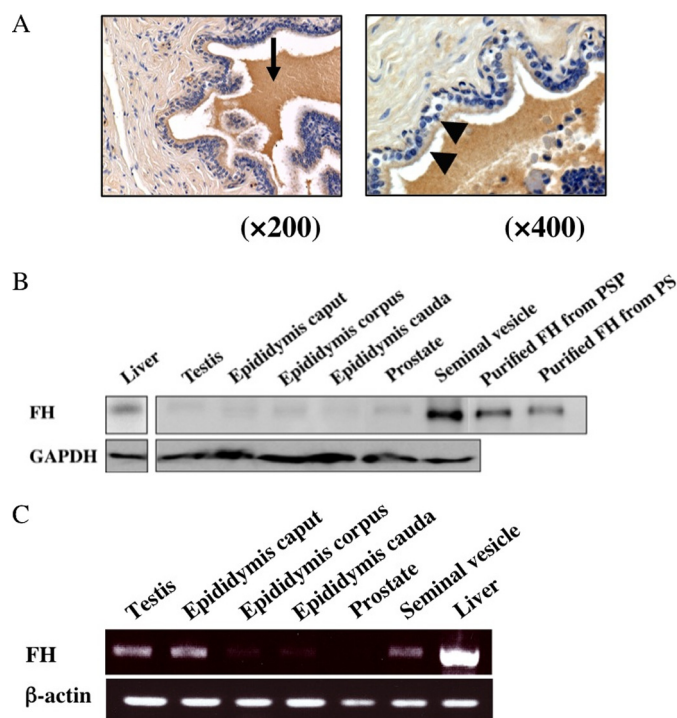 A
(×200)
(×400)
B
Liver
Testis
Epididymis caput
Epididymis corpus
Epididymis cauda
Prostate
Seminal vesicle
Purified FH from PSP
Purified FH from PS
FH
GAPDH
C
Testis
Epididymis caput
Epididymis corpus
Epididymis cauda
Prostate
Seminal vesicle
Liver
FH
β-actin